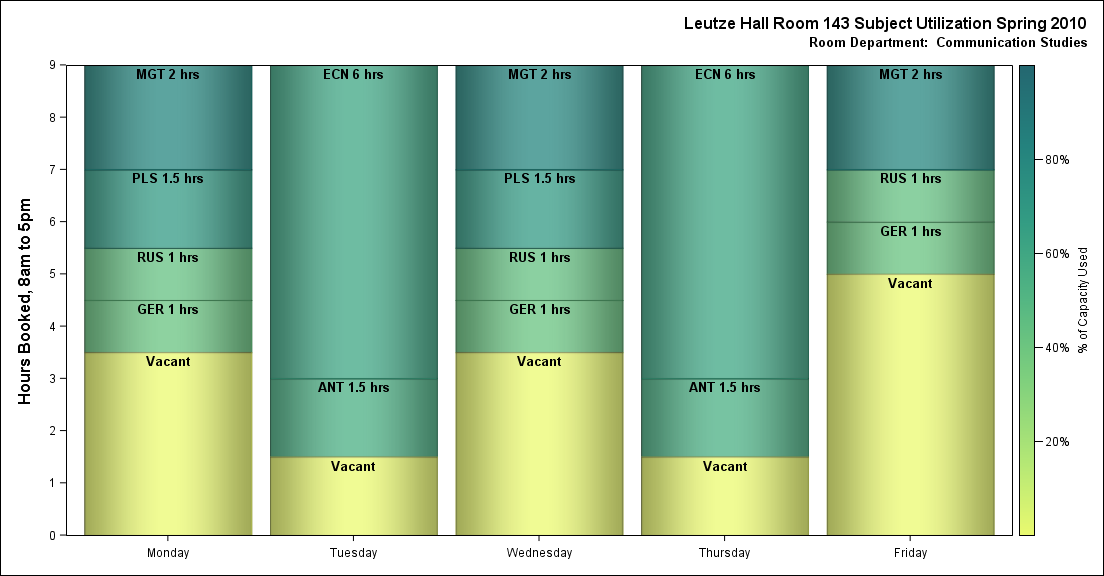 Leutze Hall Room 143 Subject Utilization Spring 2010
Room Department:  Communication Studies
Hours Booked, 8am to 5pm
9
8
7
6
5
4
3
2
1
0
MGT 2 hrs
PLS 1.5 hrs
RUS 1 hrs
GER 1 hrs
Vacant
Monday
ECN 6 hrs
ANT 1.5 hrs
Vacant
Tuesday
MGT 2 hrs
PLS 1.5 hrs
RUS 1 hrs
GER 1 hrs
Vacant
Wednesday
ECN 6 hrs
ANT 1.5 hrs
Vacant
Thursday
MGT 2 hrs
RUS 1 hrs
GER 1 hrs
Vacant
Friday
80%
60%
40%
20%
% of Capacity Used